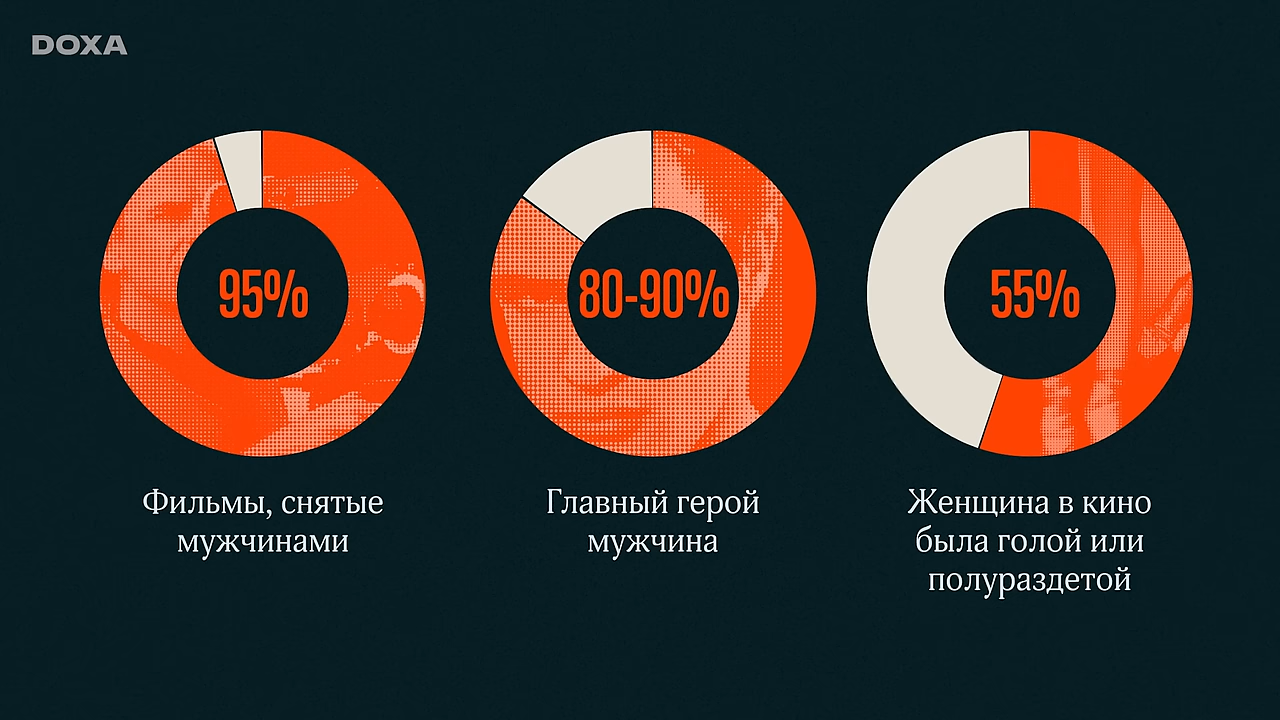 DOXA
95%
Фильмы, снятые
мужчинами
80-90%
Главный герой
мужчина
55%
Женщина в кино
была голой или
полураздетой